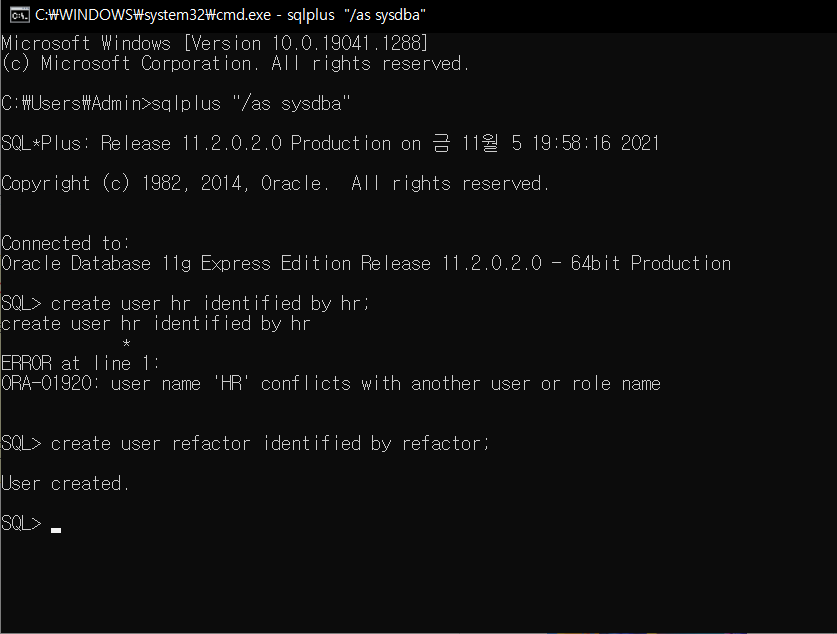 C:₩WINDOWS₩system32₩cmd.exe - sqlplus "/as sysdba"
Microsoft Windows [Version 10.0.19041.1288]
(c) Microsoft Corporation. All rights reserved.
C:₩Users₩Admin>sqlplus "/as sysdba"
SQL*Plus: Release 11.2.0.2.0 Production on 금 11월 5 19:58:16 2021
Copyright (c) 1982, 2014, Oracle.  All rights reserved.
Connected to:
Oracle Database 11g Express Edition Release 11.2.0.2.0 - 64bit Production
SQL> create user hr identified by hr;
create user hr identified by hr
*
ERROR at line 1:
ORA-01920: user name 'HR' conflicts with another user or role name
SQL> create user refactor identified by refactor;
User created.
SQL>